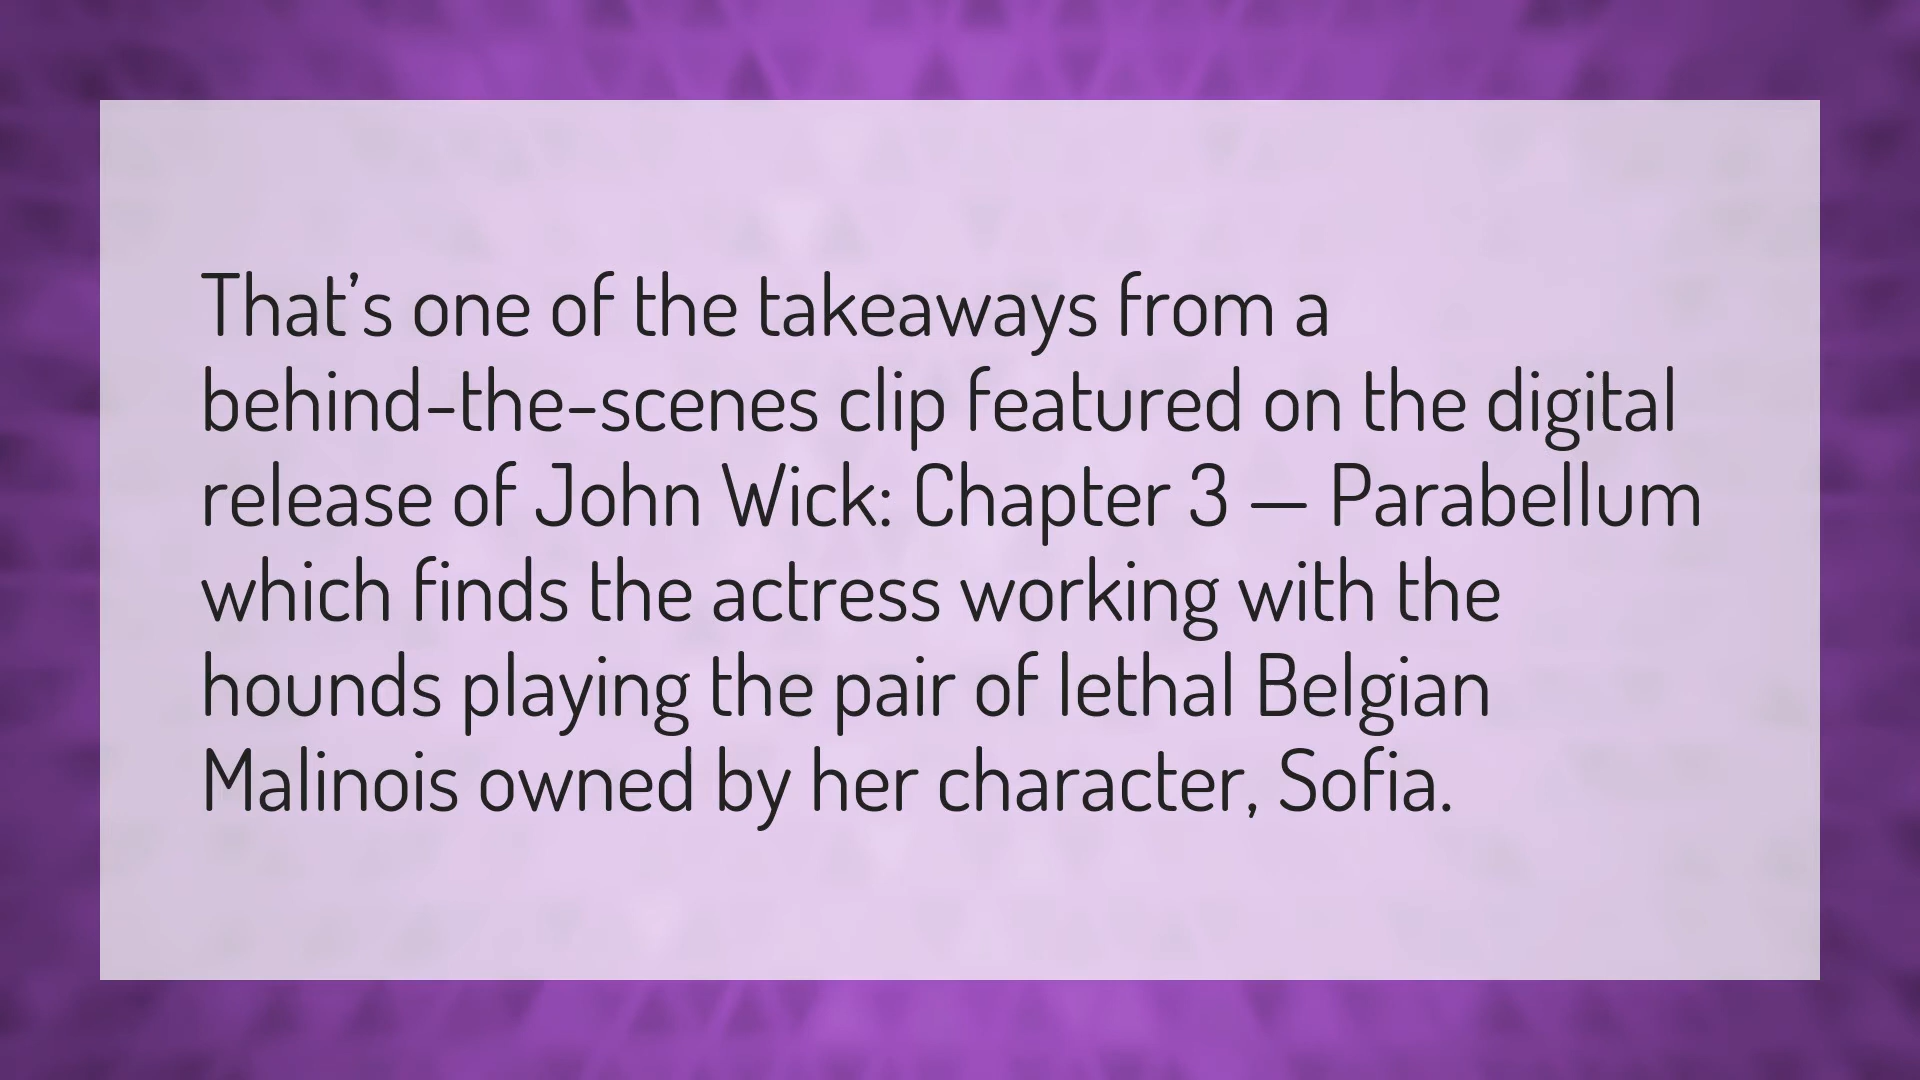 That’s one of the takeaways from a
behind-the-scenes clip featured on the digital
release of John Wick: Chapter 3 — Parabellum
which finds the actress working with the
hounds playing the pair of lethal Belgian
Malinois owned by her character, Sofia.